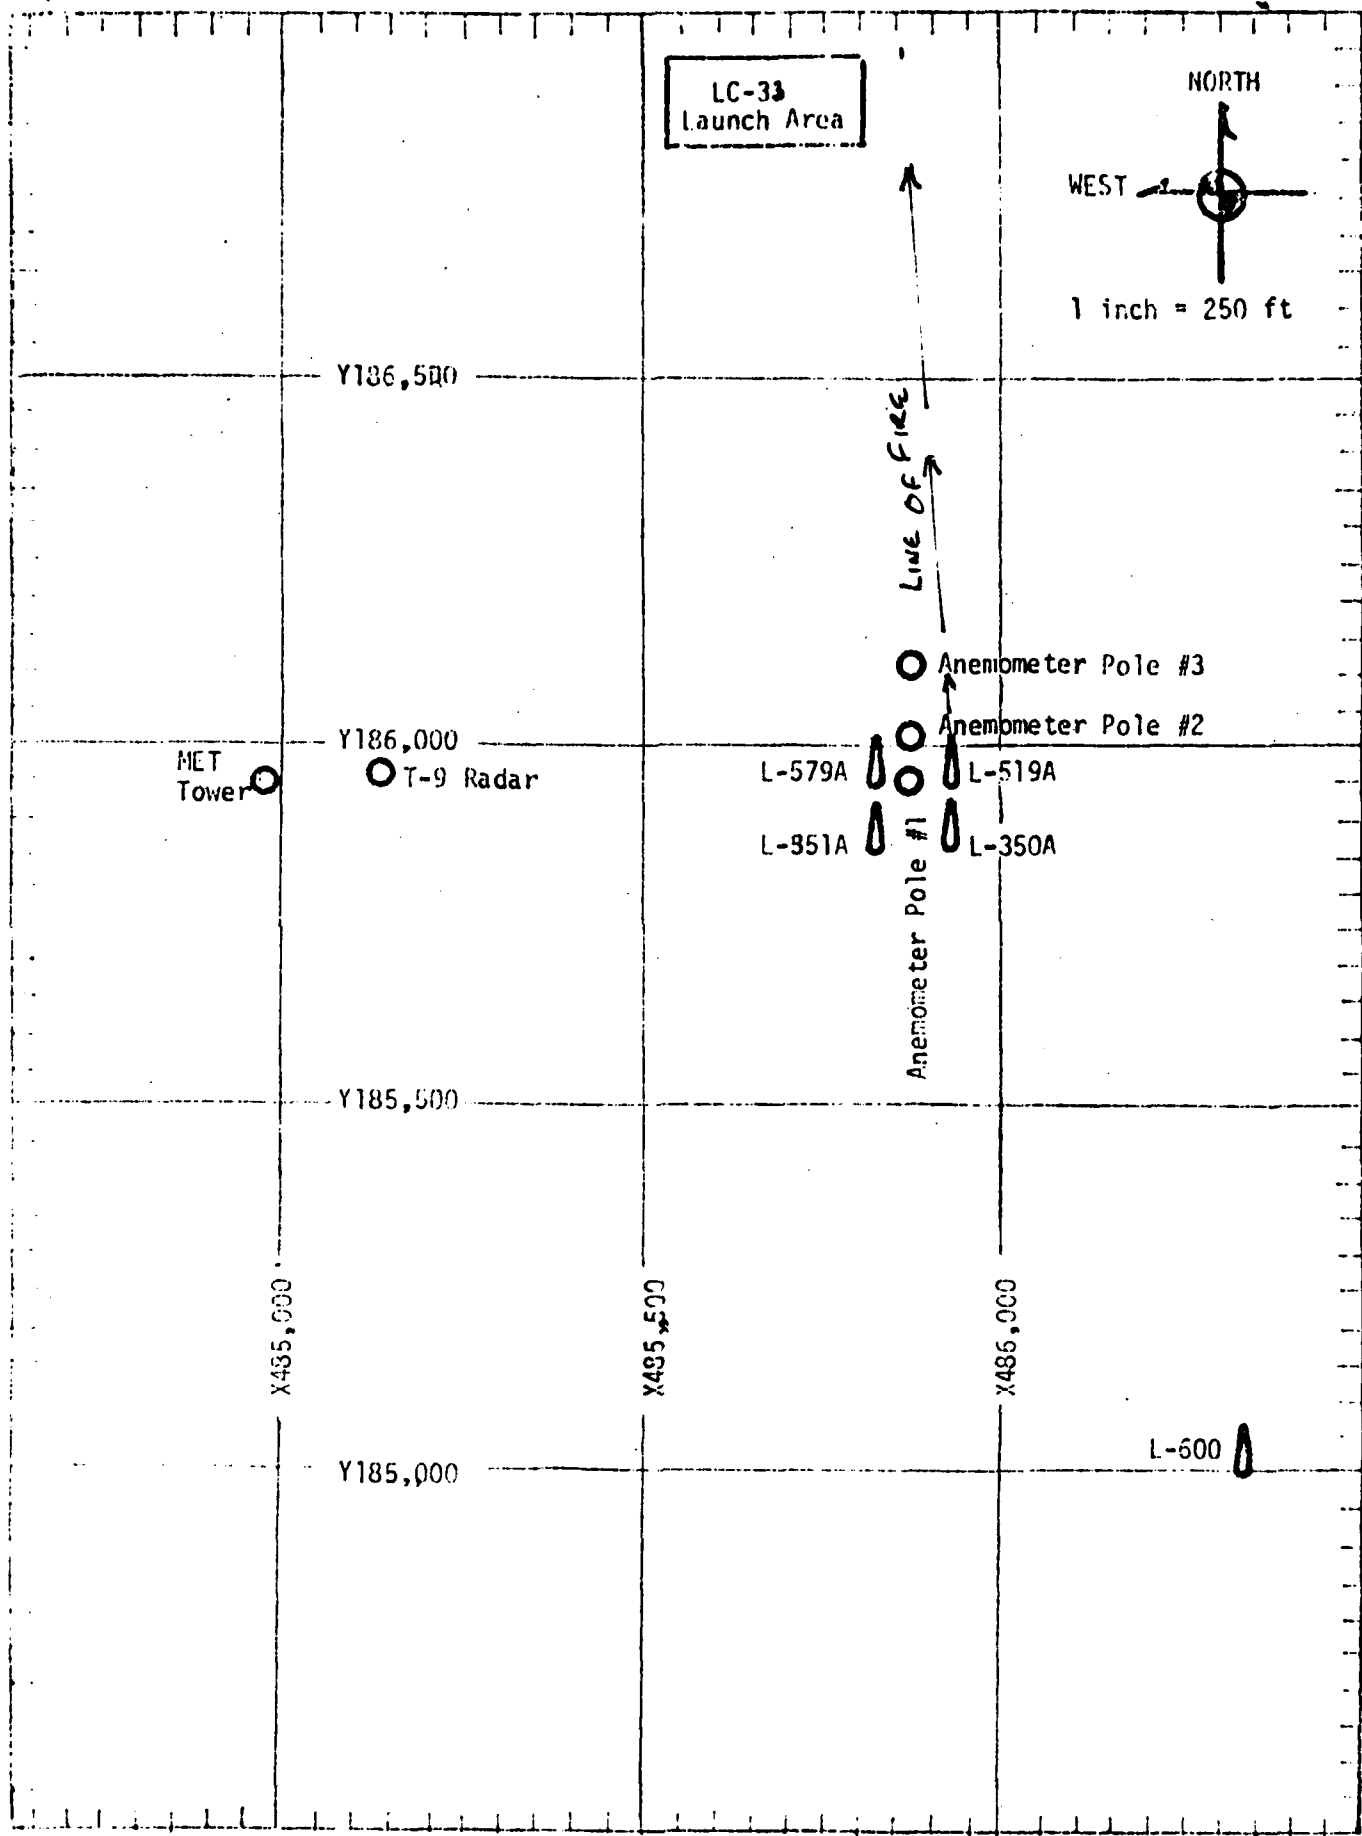 LC-33
Launch Area
NORTH
WEST
1 inch = 250 ft
Y186,500
LINE OF FIRE
Anemometer Pole #3
Anemometer Pole #2
Y186,000
MET
Tower
T-9 Radar
L-579A
L-519A
L-351A
L-350A
Anemometer Pole #1
Y185,500
X485,000
X485,500
X486,000
L-600
Y185,000